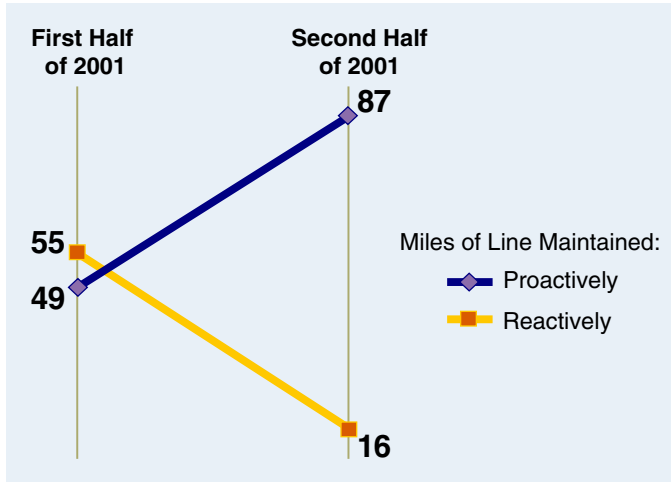 First Half
of 2001
Second Half
of 2001
87
55
49
16
Miles of Line Maintained:
Proactively
Reactively